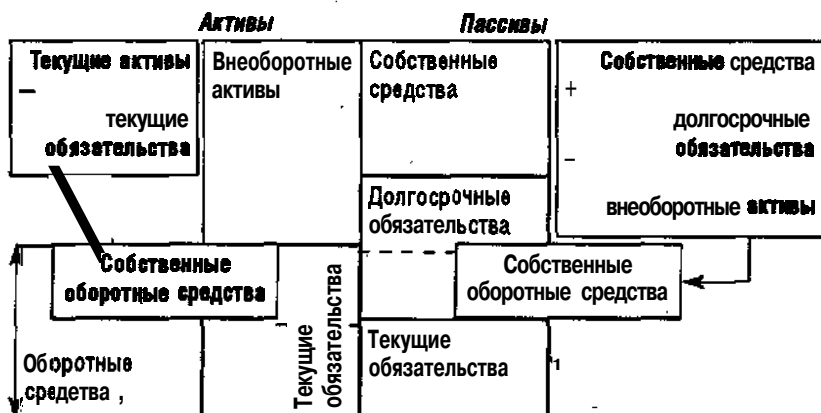 Активы
Пассивы
Текущие активы
–
текущие
обязательства
Внеоборотные
активы
Собственные
средства
Собственные средства
+
долгосрочные
обязательства
–
внеоборотные активы
Долгосрочные
обязательства
Собственные
оборотные средства
Собственные
оборотные средства
Текущие
обязательства
Текущие
обязательства
Оборотные
средетва ,